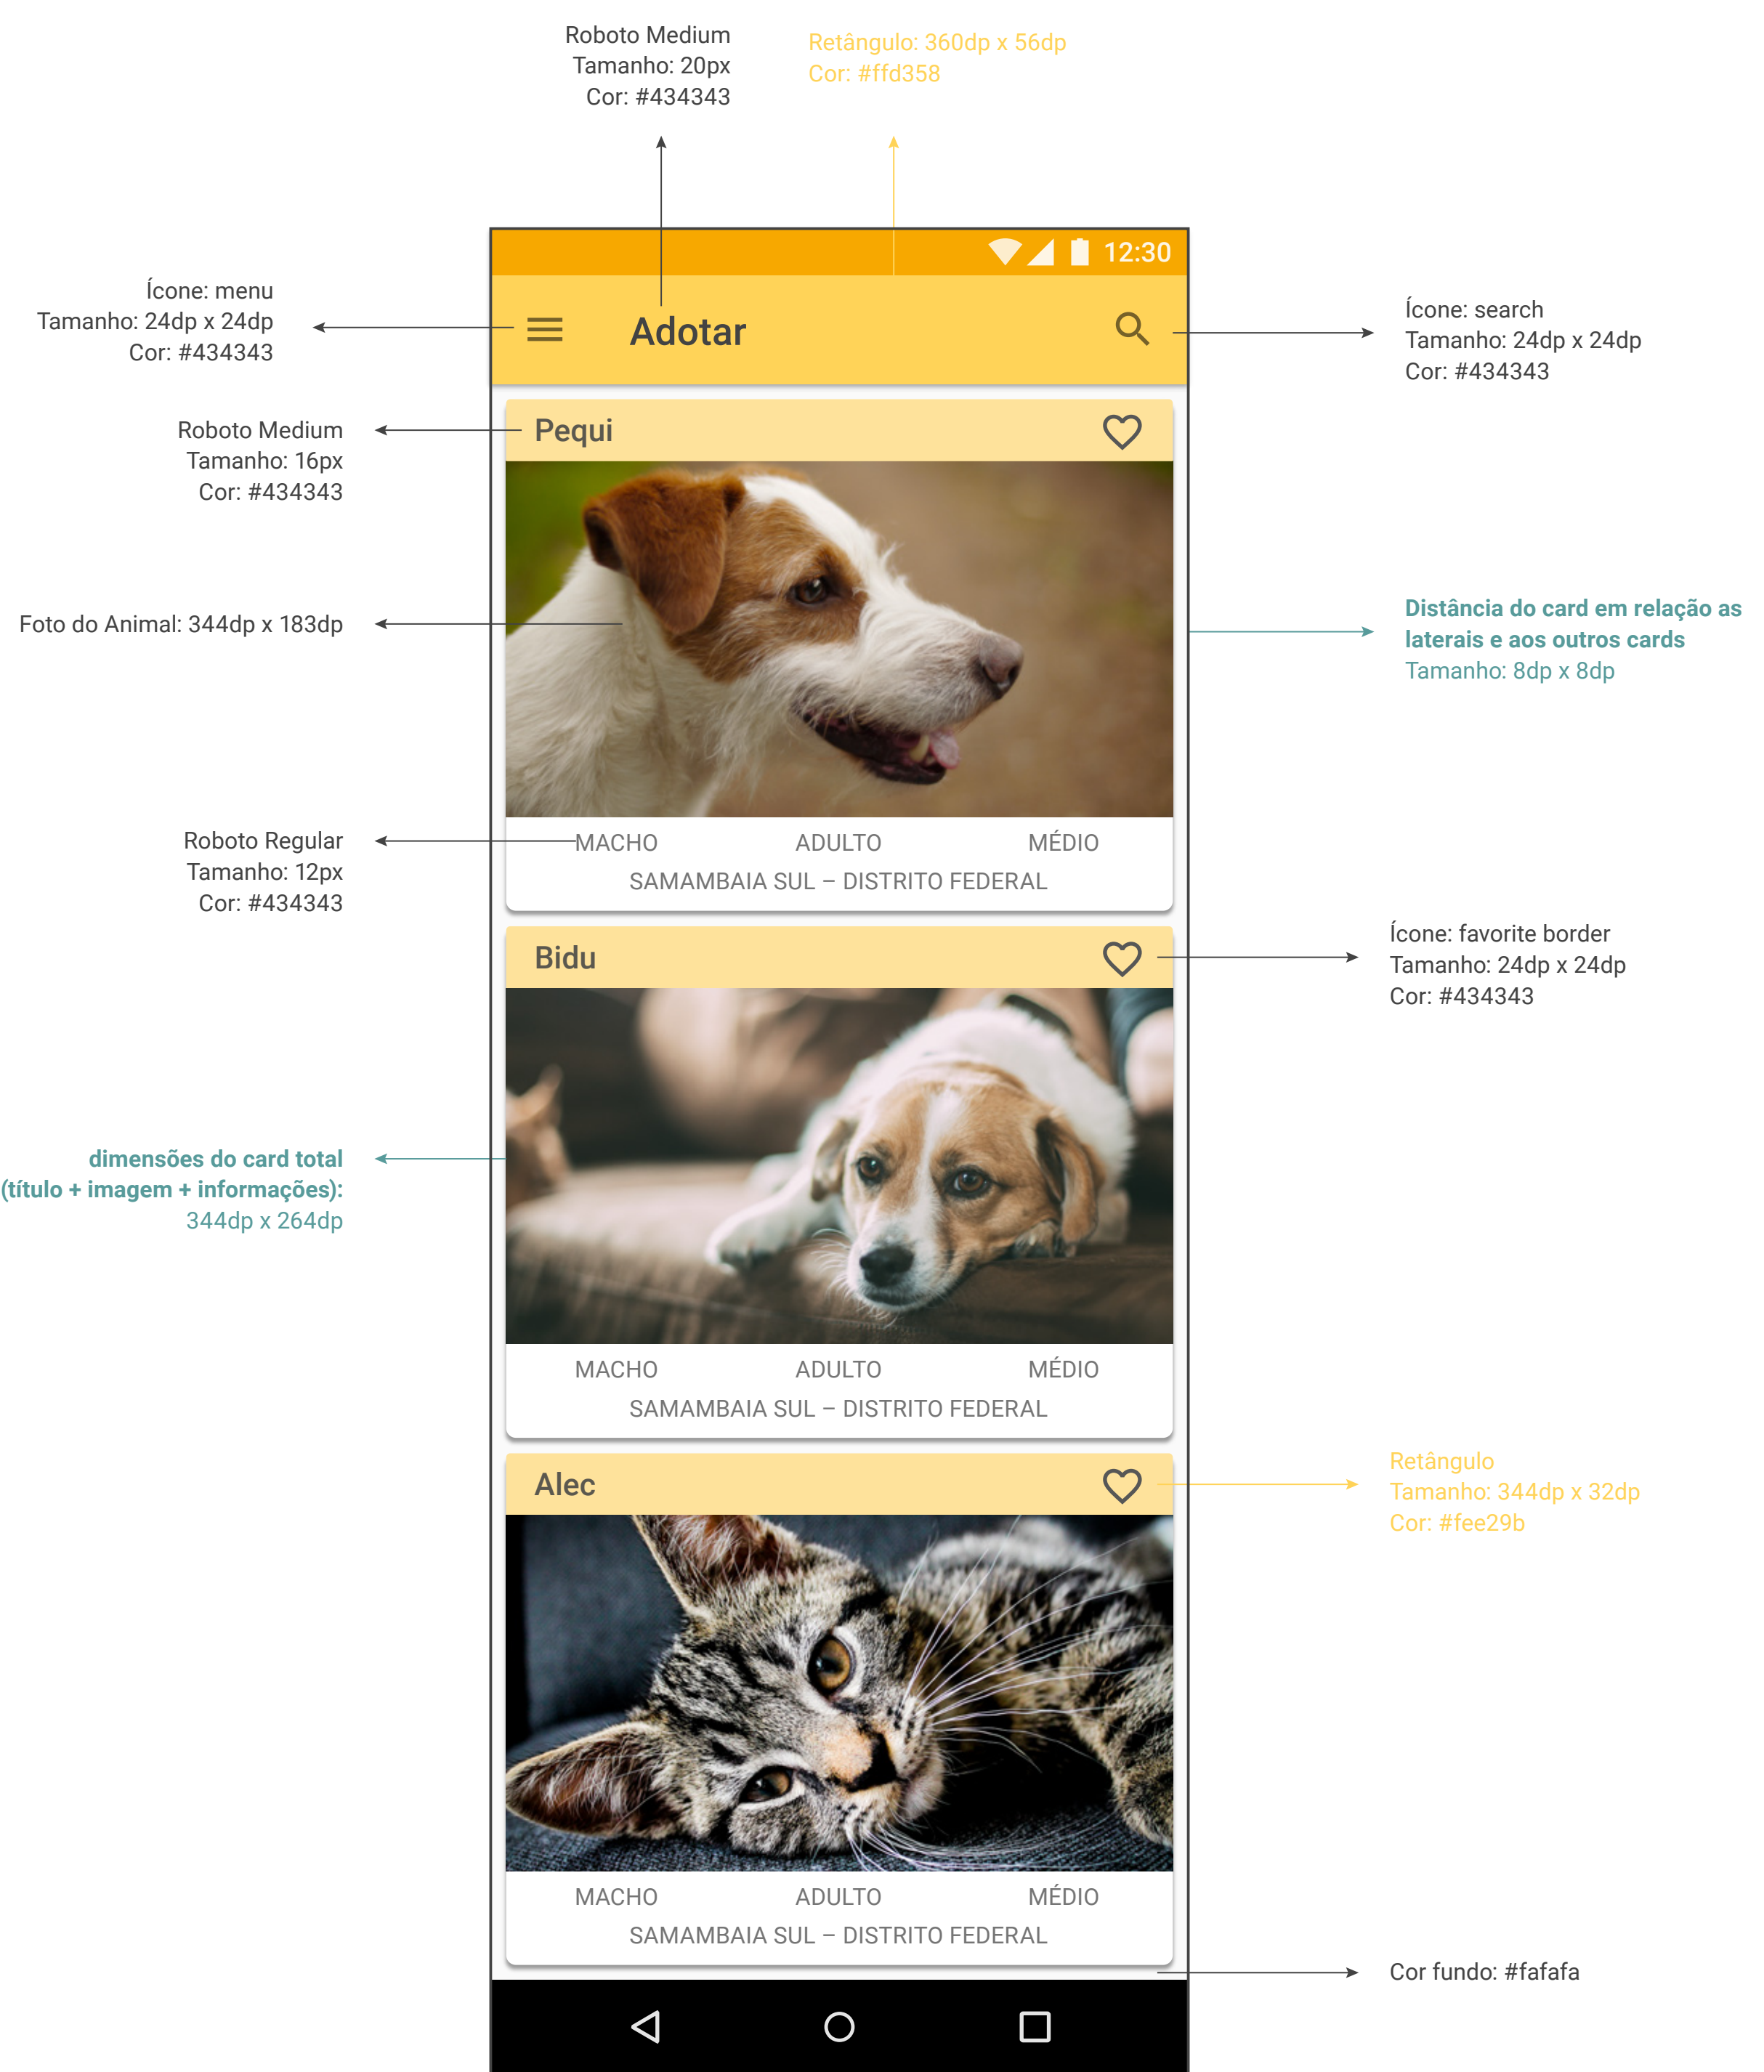 Roboto Medium
Tamanho: 20px
Cor: #434343
Retângulo: 360dp x 56dp
Cor: #ffd358
12:30
Ícone: menu
Tamanho: 24dp x 24dp
Cor: #434343
Adotar
Ícone: search
Tamanho: 24dp x 24dp
Cor: #434343
Roboto Medium
Tamanho: 16px
Cor: #434343
Pequi
Foto do Animal: 344dp x 183dp
Distância do card em relação as
laterais e aos outros cards
Tamanho: 8dp x 8dp
Roboto Regular
Tamanho: 12px
Cor: #434343
MACHO ADULTO MÉDIO
SAMAMBAIA SUL – DISTRITO FEDERAL
Bidu
Ícone: favorite border
Tamanho: 24dp x 24dp
Cor: #434343
dimensões do card total
(título + imagem + informações):
344dp x 264dp
MACHO ADULTO MÉDIO
SAMAMBAIA SUL – DISTRITO FEDERAL
Alec
Retângulo
Tamanho: 344dp x 32dp
Cor: #fee29b
MACHO ADULTO MÉDIO
SAMAMBAIA SUL – DISTRITO FEDERAL
Cor fundo: #fafafa